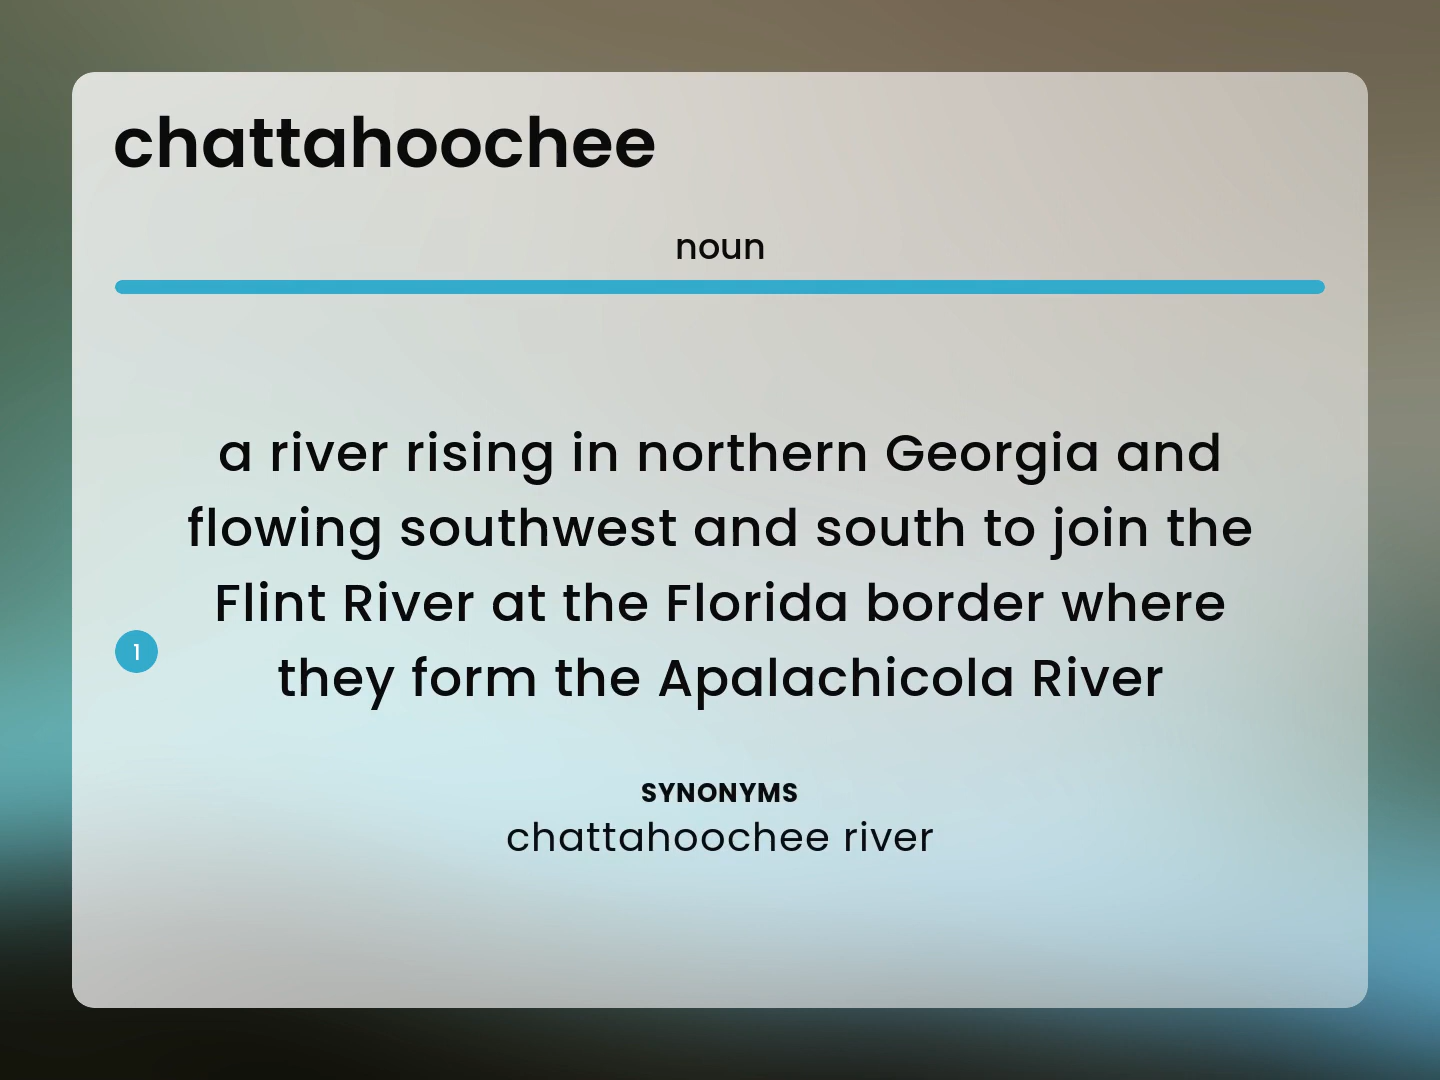 chattahoochee
noun
a river rising in northern Georgia and
flowing southwest and south to join the
Flint River at the Florida border where
they form the Apalachicola River
1
SYNONYMS
chattahoochee river